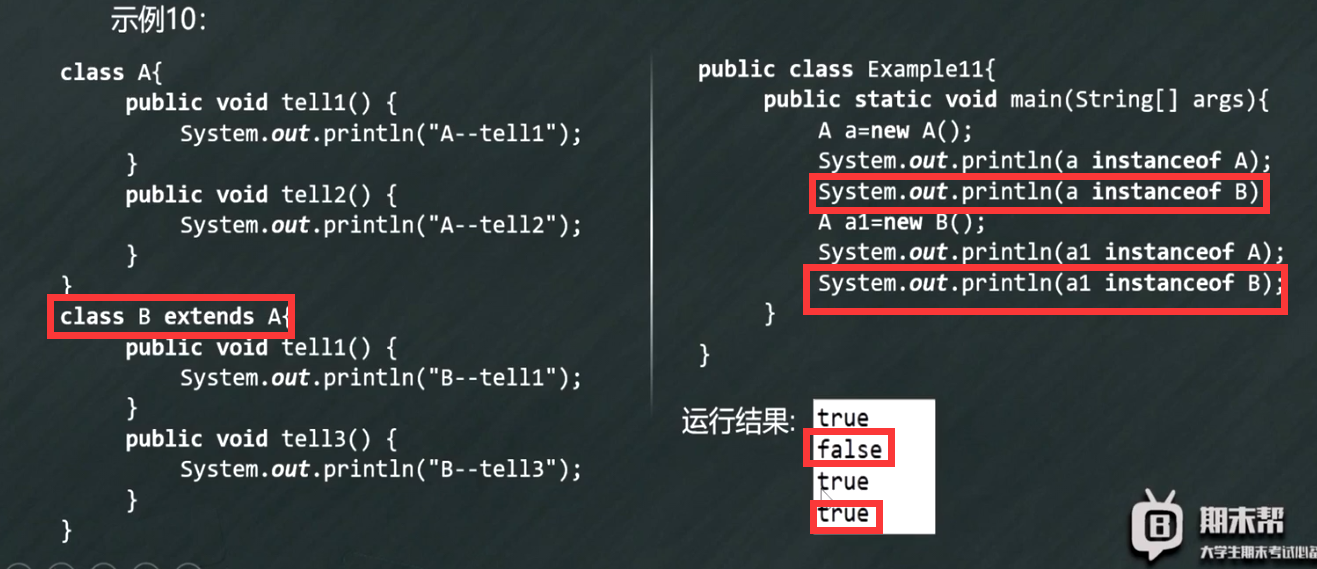 示例10：
class A{
public void tell1() {
System.out.println("A--tell1");
}
public void tell2() {
System.out.println("A--tell2");
}
}
class B extends A{
public void tell1() {
System.out.println("B--tell1");
}
public void tell3() {
System.out.println("B--tell3");
}
}
public class Example11{
public static void main(String[] args){
A a=new A();
System.out.println(a instanceof A);
System.out.println(a instanceof B)
A a1=new B();
System.out.println(a1 instanceof A);
System.out.println(a1 instanceof B);
}
}
运行结果:
true
false
true
true
B
期末帮
大学生期末考试必备